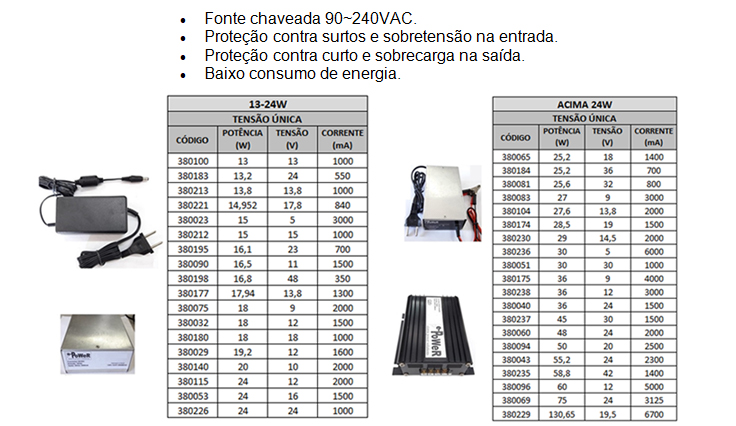 • Fonte chaveada 90~240VAC.
• Proteção contra surtos e sobretensão na entrada.
• Proteção contra curto e sobrecarga na saída.
• Baixo consumo de energia.
13-24W
TENSÃO ÚNICA
CÓDIGO POTÊNCIA (W) TENSÃO (V) CORRENTE (mA)
380100 13 13 1000
380183 13,2 24 550
380213 13,8 13,8 1000
380221 14,952 17,8 840
380023 15 5 3000
380212 15 15 1000
380195 16,1 23 700
380090 16,5 11 1500
380198 16,8 48 350
380177 17,94 13,8 1300
380075 18 9 2000
380032 18 12 1500
380180 18 18 1000
380029 19,2 12 1600
380140 20 10 2000
380115 24 12 2000
380053 24 16 1500
380226 24 24 1000
ACIMA 24W
TENSÃO ÚNICA
CÓDIGO POTÊNCIA (W) TENSÃO (V) CORRENTE (mA)
380065 25,2 18 1400
380184 25,2 36 700
380081 25,6 32 800
380083 27 9 3000
380104 27,6 13,8 2000
380174 28,5 19 1500
380230 29 14,5 2000
380236 30 5 6000
380051 30 30 1000
380175 36 9 4000
380238 36 12 3000
380040 36 24 1500
380237 45 30 1500
380060 48 24 2000
380094 50 20 2500
380043 55,2 24 2300
380235 58,8 42 1400
380096 60 12 5000
380069 75 24 3125
380229 130,65 19,5 6700
e-PoWeR
e-PoWeR